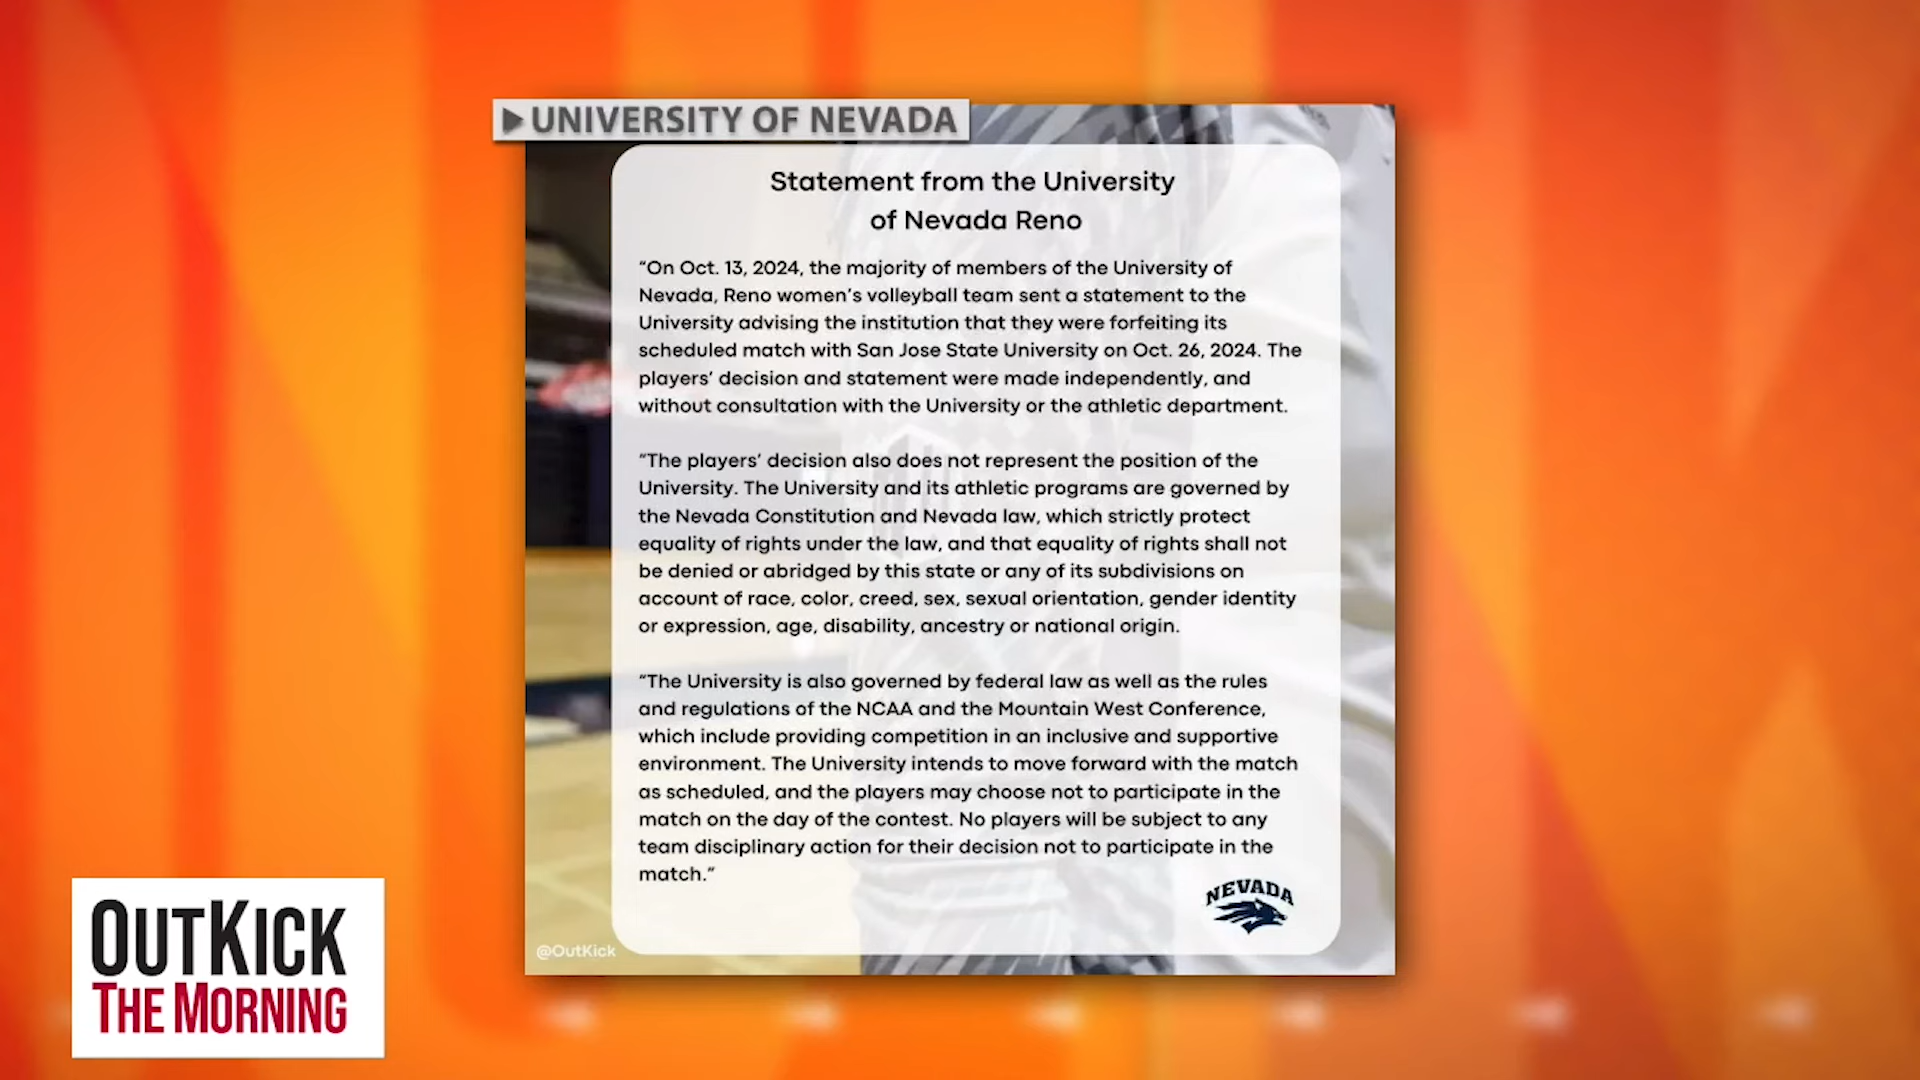 ▶UNIVERSITY OF NEVADA
Statement from the University
of Nevada Reno
“On Oct. 13, 2024, the majority of members of the University of
Nevada, Reno women’s volleyball team sent a statement to the
University advising the institution that they were forfeiting its
scheduled match with San Jose State University on Oct. 26, 2024. The
players’ decision and statement were made independently, and
without consultation with the University or the athletic department.
“The players’ decision also does not represent the position of the
University. The University and its athletic programs are governed by
the Nevada Constitution and Nevada law, which strictly protect
equality of rights under the law, and that equality of rights shall not
be denied or abridged by this state or any of its subdivisions on
account of race, color, creed, sex, sexual orientation, gender identity
or expression, age, disability, ancestry or national origin.
“The University is also governed by federal law as well as the rules
and regulations of the NCAA and the Mountain West Conference,
which include providing competition in an inclusive and supportive
environment. The University intends to move forward with the match
as scheduled, and the players may choose not to participate in the
match on the day of the contest. No players will be subject to any
team disciplinary action for their decision not to participate in the
match.”
NEVADA
@OutKick
OUTKICK
THE MORNING